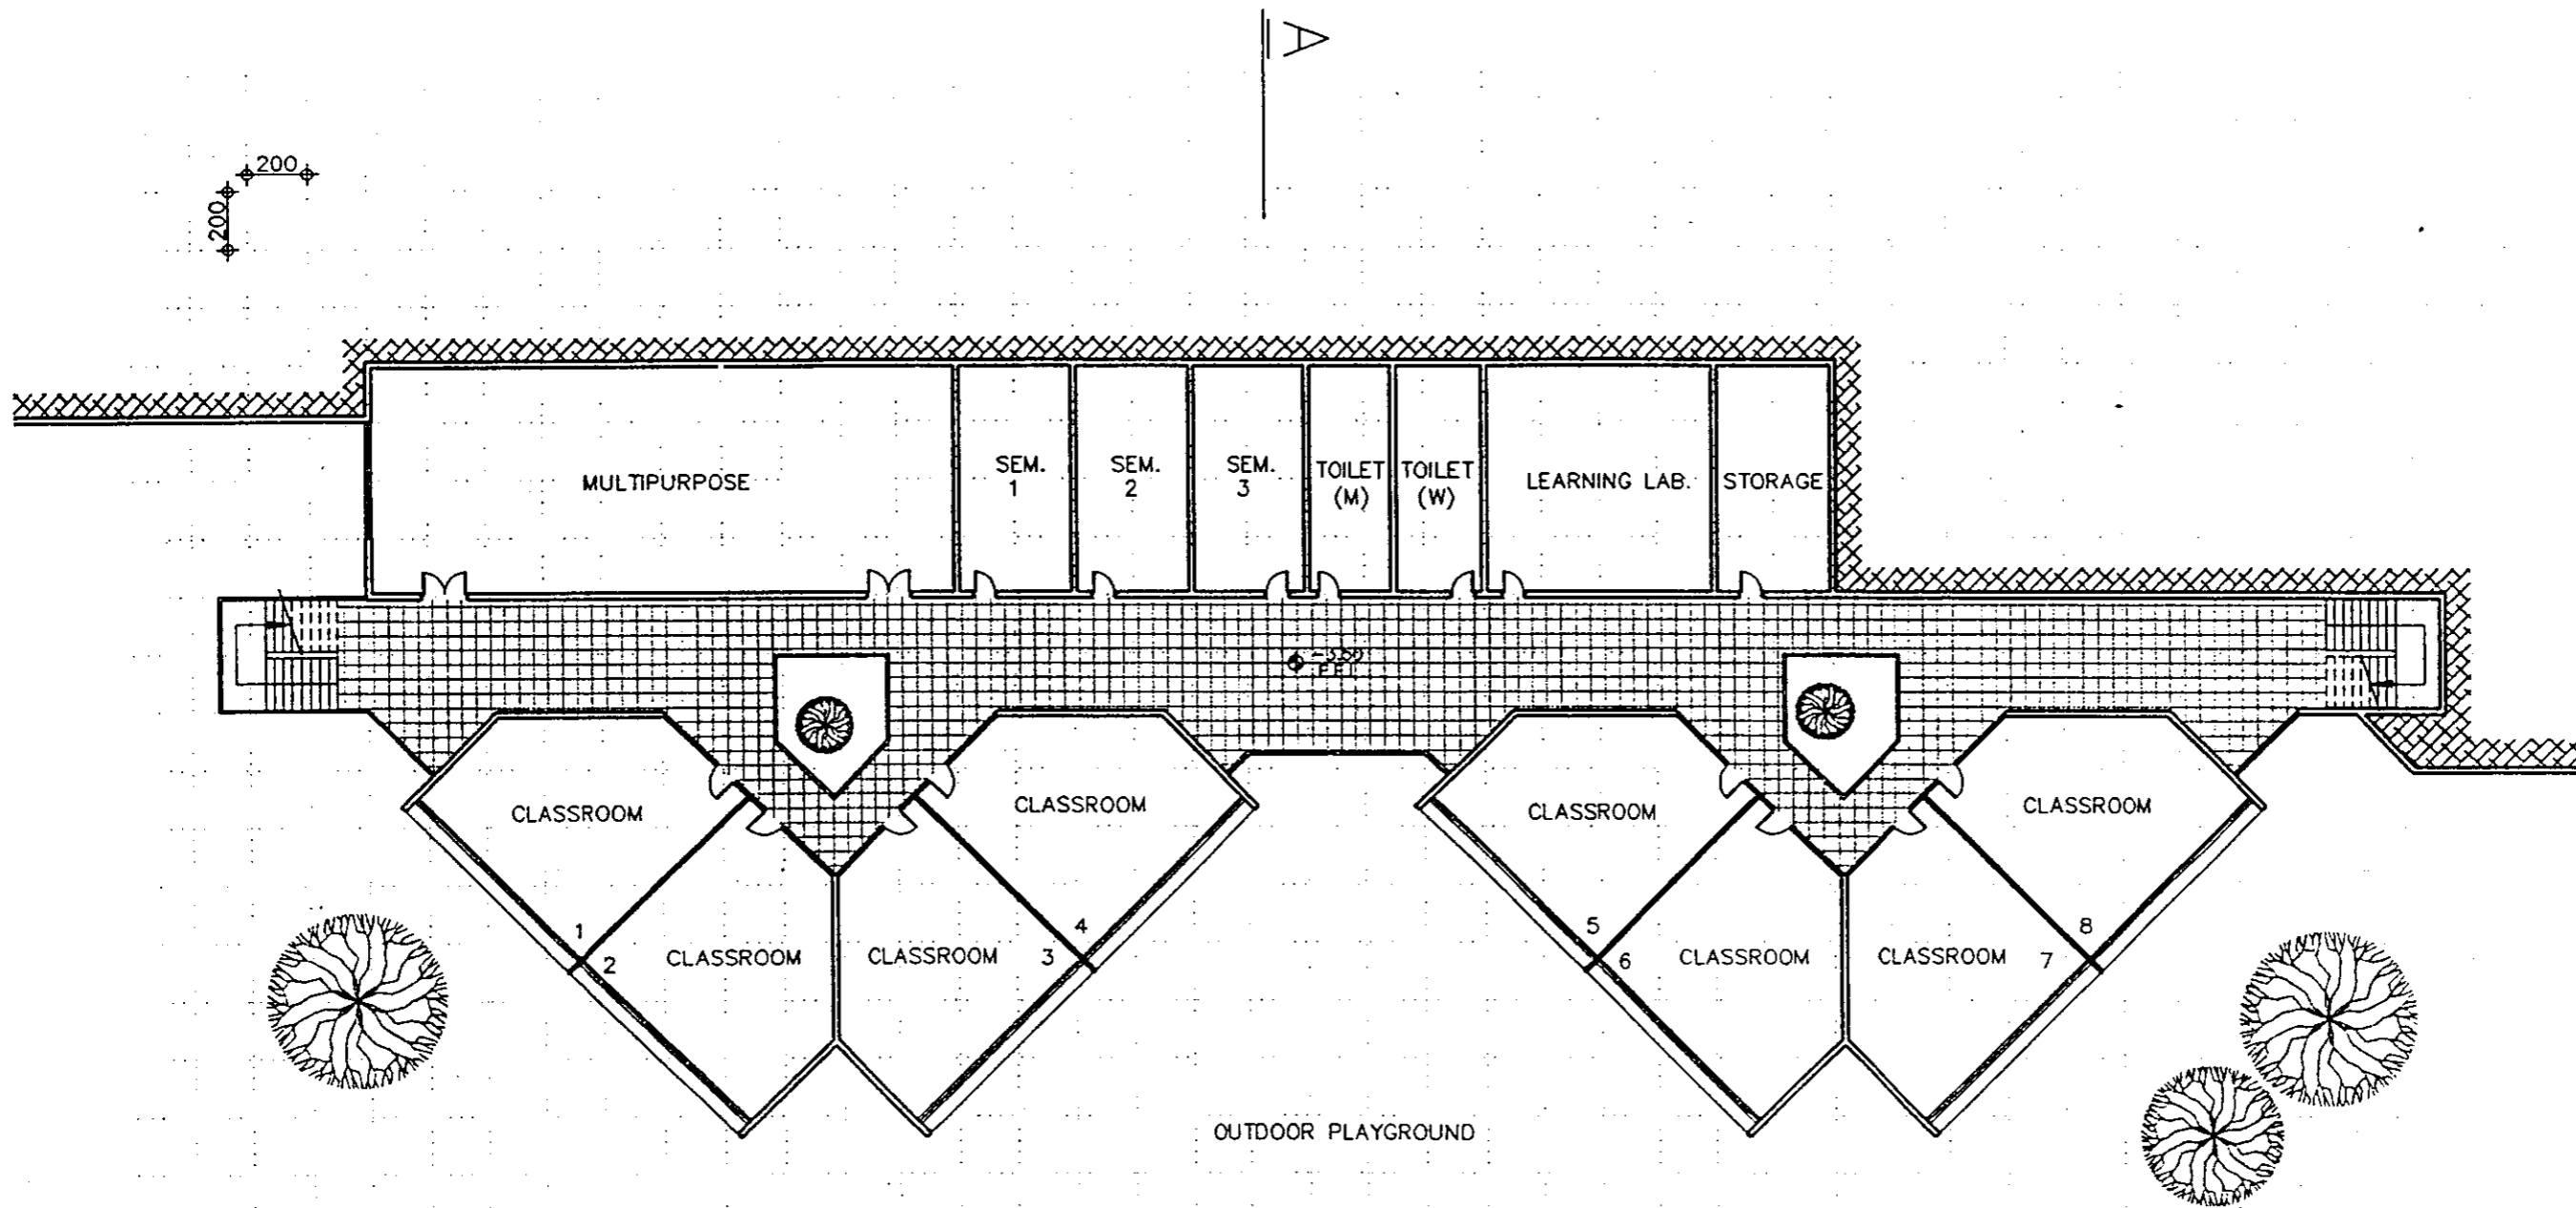 A
200
200
MULTIPURPOSE
SEM.
1
SEM.
2
SEM.
3
TOILET
(M)
TOILET
(W)
LEARNING LAB.
STORAGE
CLASSROOM
1
CLASSROOM
2
CLASSROOM
3
CLASSROOM
4
CLASSROOM
5
CLASSROOM
6
CLASSROOM
7
CLASSROOM
8
OUTDOOR PLAYGROUND